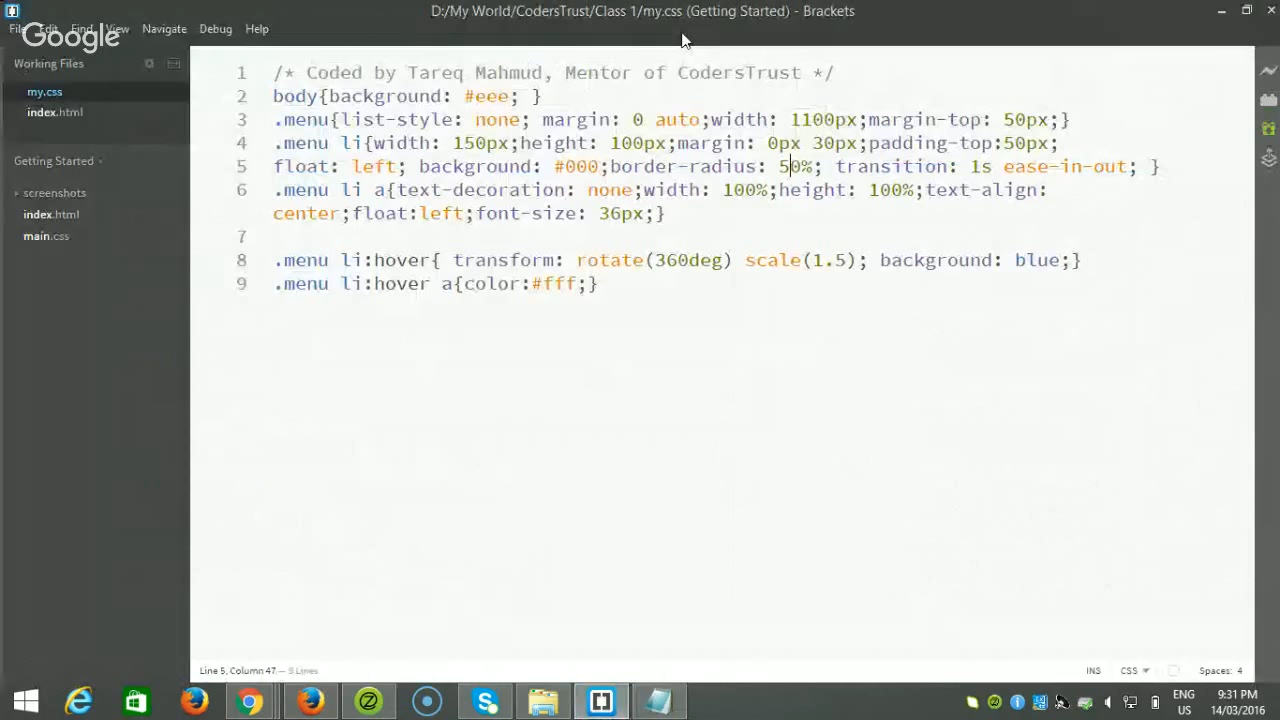 D:/My World/CodersTrust/Class 1/my.css (Getting Started) - Brackets
File Edit Find View Navigate Debug Help
Google
Working Files
my.css
index.html
Getting Started
screenshots
index.html
main.css
1 /* Coded by Tareq Mahmud, Mentor of CodersTrust */
2 body{background: #eee; }
3 .menu{list-style: none; margin: 0 auto;width: 1100px;margin-top: 50px;}
4 .menu li{width: 150px;height: 100px;margin: 0px 30px;padding-top:50px;
5 float: left; background: #000;border-radius: 50%; transition: 1s ease-in-out; }
6 .menu li a{text-decoration: none;width: 100%;height: 100%;text-align:
center;float:left;font-size: 36px;}
7
8 .menu li:hover{ transform: rotate(360deg) scale(1.5); background: blue;}
9 .menu li:hover a{color:#fff;}
Line 5, Column 47 — 9 Lines
INS CSS Spaces: 4
ENG 9:31 PM
US 14/03/2016